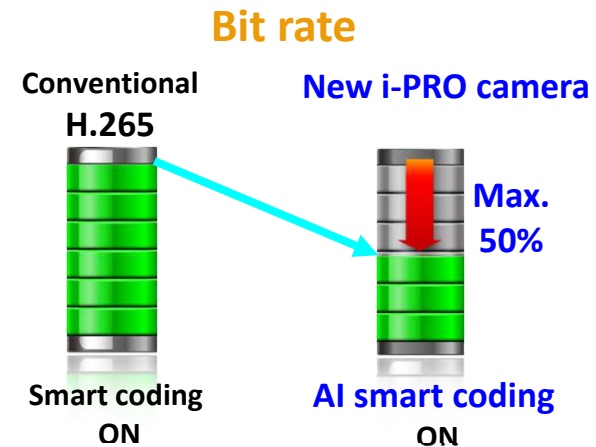 Bit rate
Conventional
H.265
New i-PRO camera
Max.
50%
Smart coding
ON
AI smart coding
ON